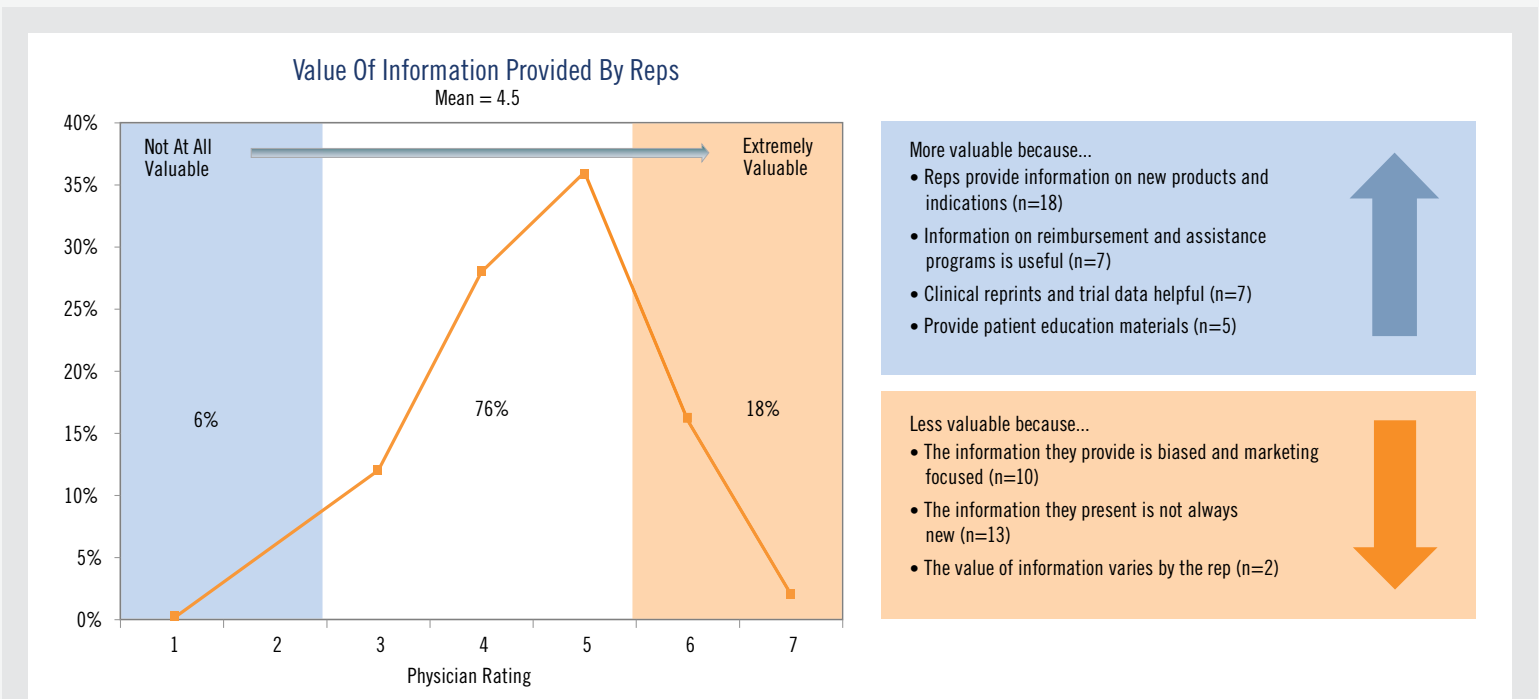 Value Of Information Provided By Reps
Mean = 4.5
40%
35%
30%
25%
20%
15%
10%
5%
0%
Not At All
Valuable
Extremely
Valuable
6%
76%
18%
1 2 3 4 5 6 7
Physician Rating
More valuable because...
• Reps provide information on new products and
indications (n=18)
• Information on reimbursement and assistance
programs is useful (n=7)
• Clinical reprints and trial data helpful (n=7)
• Provide patient education materials (n=5)
Less valuable because...
• The information they provide is biased and marketing
focused (n=10)
• The information they present is not always
new (n=13)
• The value of information varies by the rep (n=2)